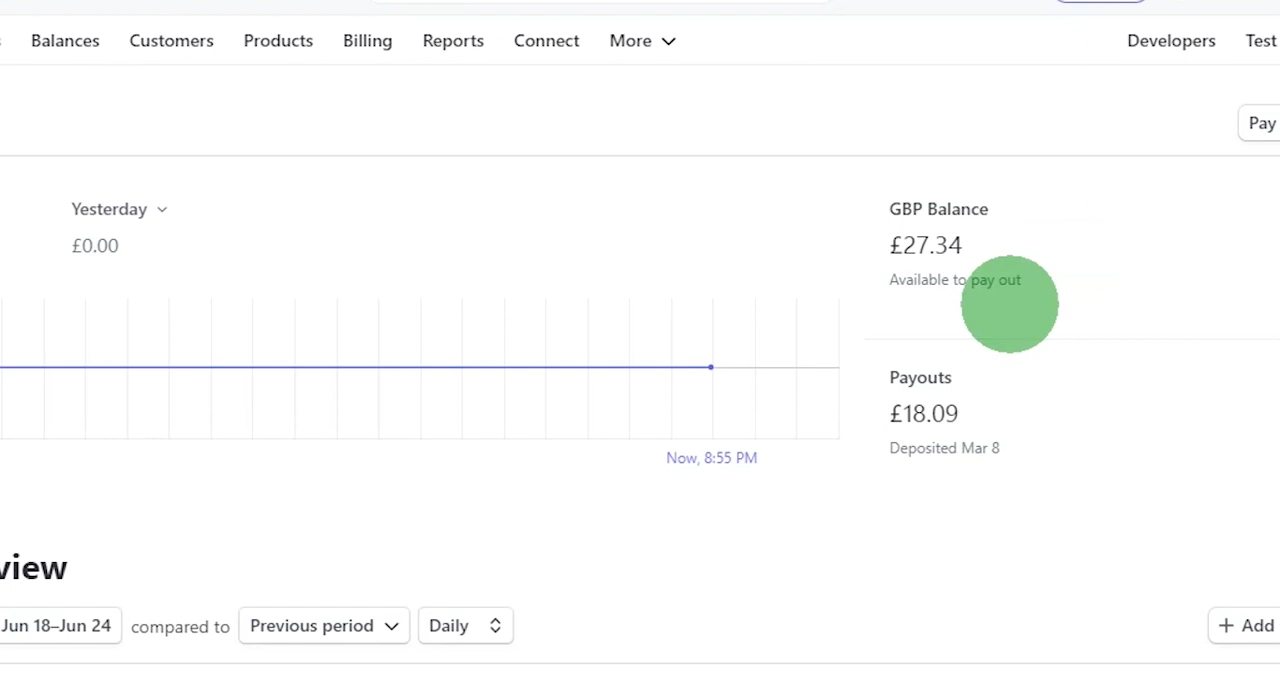 Balances Customers Products Billing Reports Connect More Developers Test
Pay
Yesterday
£0.00
GBP Balance
£27.34
Available to pay out
Payouts
£18.09
Deposited Mar 8
Now, 8:55 PM
view
Jun 18–Jun 24 compared to Previous period Daily + Add